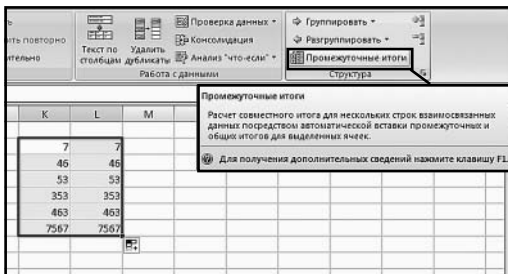 ь
Проверка данных
Группировать
ить повторно
Консолидация
Разгруппировать
ительно
Текст по столбцам
Удалить дубликаты
Анализ "что-если"
Промежуточные итоги
Работа с данными
Структура
Промежуточные итоги
Расчет совместного итога для нескольких строк взаимосвязанных
данных посредством автоматической вставки промежуточных и
общих итогов для выделенных ячеек.
Для получения дополнительных сведений нажмите клавишу F1.
K L M
7 7
46 46
53 53
353 353
463 463
7567 7567